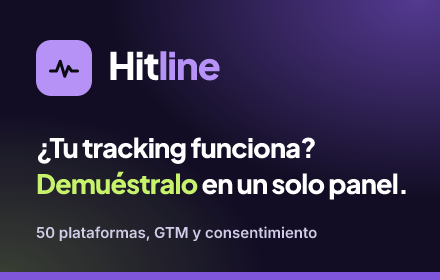 Hitline
¿Tu tracking funciona?
Demuéstralo en un solo panel.
50 plataformas, GTM y consentimiento